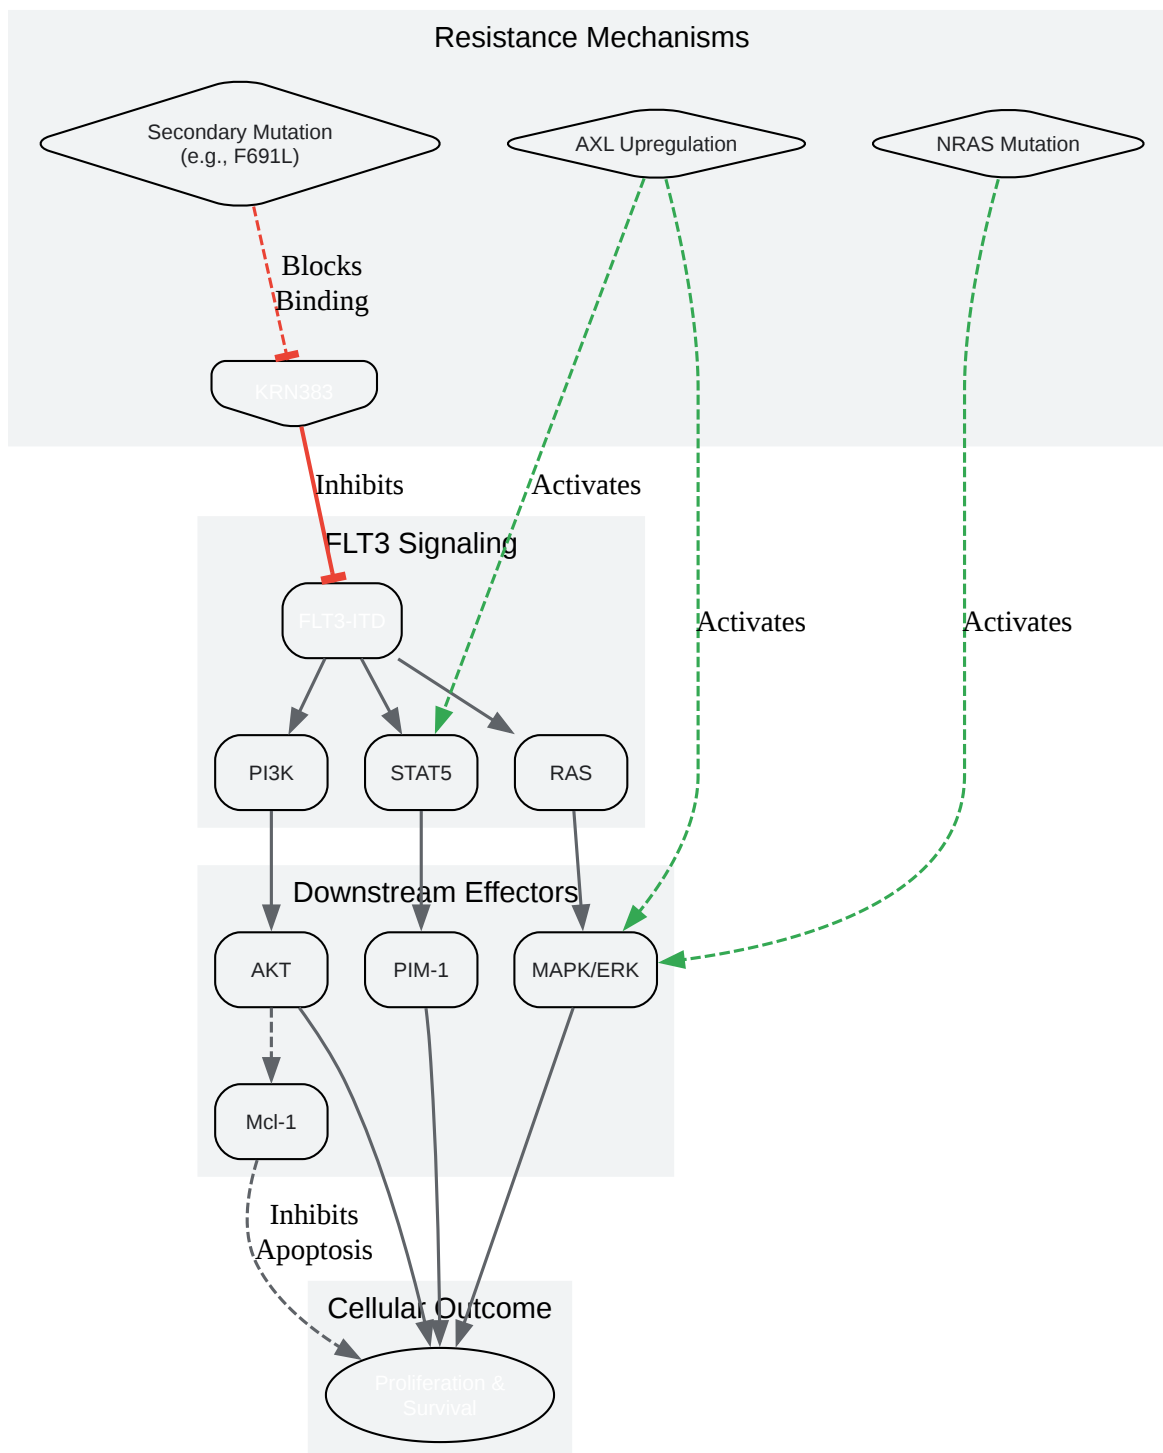 Resistance Mechanisms
Secondary Mutation
(e.g., F691L)
AXL Upregulation
NRAS Mutation
Blocks
Binding
KRN383
Inhibits
Activates
FLT3 Signaling
FLT3-ITD
Activates
Activates
PI3K
STAT5
RAS
Downstream Effectors
AKT
PIM-1
MAPK/ERK
Mcl-1
Inhibits
Apoptosis
Cellular Outcome
Proliferation &
Survival